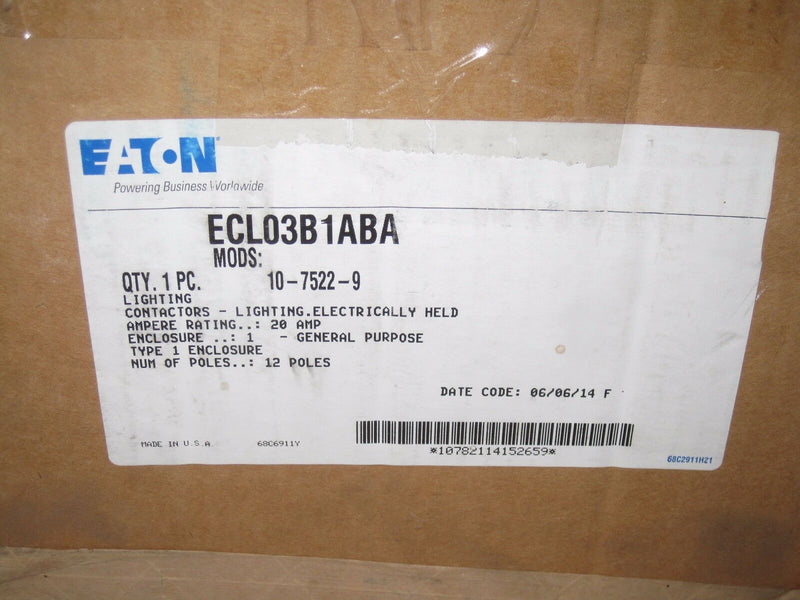 EATON
Powering Business Worldwide
ECL03B1ABA
MODS:
QTY. 1 PC. 10-7522-9
LIGHTING
CONTACTORS - LIGHTING.ELECTRICALLY HELD
AMPERE RATING..: 20 AMP
ENCLOSURE ..: 1 - GENERAL PURPOSE
TYPE 1 ENCLOSURE
NUM OF POLES..: 12 POLES
DATE CODE: 06/06/14 F
MADE IN U.S.A. 68C6911Y
*10782114152659*
68C2911H21